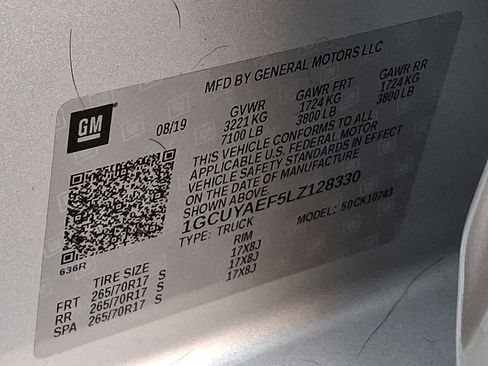 MFD BY GENERAL MOTORS LLC
GM
08/19
GVWR
3221 KG
7100 LB
GAWR FRT
1724 KG
3800 LB
GAWR RR
1724 KG
3800 LB
THIS VEHICLE CONFORMS TO ALL
APPLICABLE U.S. FEDERAL MOTOR
VEHICLE SAFETY STANDARDS IN EFFECT
ON THE DATE OF MANUFACTURE
SHOWN ABOVE
1GCUYAEF5LZ128330
TYPE: TRUCK
MODEL: 50CK10743
636R
TIRE SIZE
RIM
FRT 265/70R17 S 17X8J
RR 265/70R17 S 17X8J
SPA 265/70R17 S 17X8J